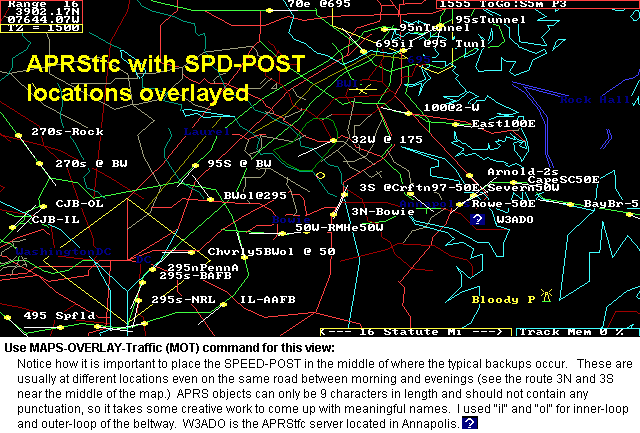 Range 16
3902.17N
07644.07W
TZ = 1500
70e @695
1555 ToGo:S5m P3
95sTunnel
95nTunnel
695il @95 Tunl
APRStfc with SPD-POST
locations overlayed
100@2-W
Rock Hall
270s-Rock
Laurel
East100E
32W @ 175
270s @ BW
95S @ BW
Arnold-2s
CapeSC50E
3S @Crftn97-50E
Severn50W
CJB-OL
BWol@295
Rowe-50E
BayBr-5
CJB-IL
3N-Bowie
W3ADO
Bowie
50W-RMHe50W
WashingtonDC
Chvrly5BWol @ 50
295nPennA
295s-BAFB
295s-NRL
IL-AAFB
Bloody P
495 Spfld
<--- 16 Statute Mi --->
Track Mem 0 %
Use MAPS-OVERLAY-Traffic (MOT) command for this view:
Notice how it is important to place the SPEED-POST in the middle of where the typical backups occur. These are
usually at different locations even on the same road between morning and evenings (see the route 3N and 3S
near the middle of the map.) APRS objects can only be 9 characters in length and should not contain any
punctuation, so it takes some creative work to come up with meaningful names. I used "il" and "ol" for inner-loop
and outer-loop of the beltway. W3ADO is the APRStfc server located in Annapolis.